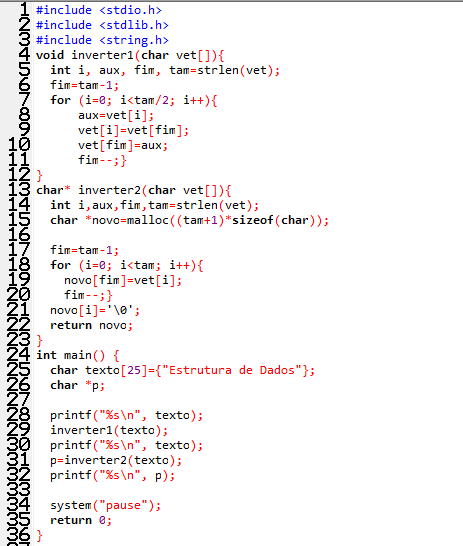 1 #include <stdio.h>
2 #include <stdlib.h>
3 #include <string.h>
4 void inverter1(char vet[]){
5   int i, aux, fim, tam=strlen(vet);
6   fim=tam-1;
7   for (i=0; i<tam/2; i++){
8       aux=vet[i];
9       vet[i]=vet[fim];
10       vet[fim]=aux;
11       fim--;}
12 }
13 char* inverter2(char vet[]){
14   int i,aux,fim,tam=strlen(vet);
15   char *novo=malloc((tam+1)*sizeof(char));
16
17   fim=tam-1;
18   for (i=0; i<tam; i++){
19     novo[fim]=vet[i];
20     fim--;}
21   novo[i]='\0';
22   return novo;
23 }
24 int main() {
25   char texto[25]={"Estrutura de Dados"};
26   char *p;
27
28   printf("%s\n", texto);
29   inverter1(texto);
30   printf("%s\n", texto);
31   p=inverter2(texto);
32   printf("%s\n", p);
33
34   system("pause");
35   return 0;
36 }